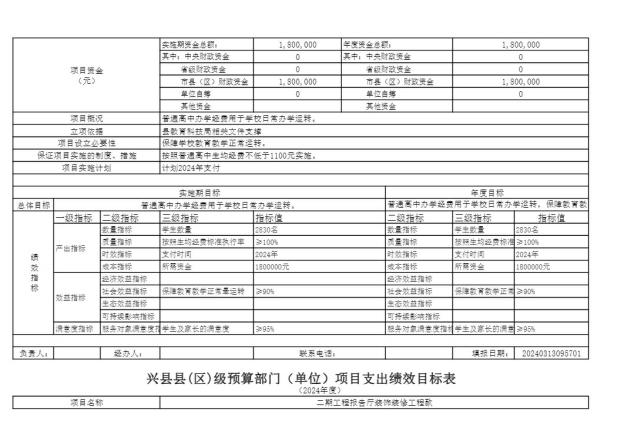 项目资金
（元）
实施期资金总额： 1,800,000 年度资金总额： 1,800,000
其中：中央财政资金 0 其中：中央财政资金 0
省级财政资金 0 省级财政资金 0
市县（区）财政资金 1,800,000 市县（区）财政资金 1,800,000
单位自筹 0 单位自筹 0
其他资金 其他资金
项目概况 普通高中办学经费用于学校日常办学运转。
立项依据 县教育科技局相关文件支撑
项目设立必要性 保障学校教育教学正常运转。
保证项目实施的制度、措施 按照普通高中生均经费不低于1100元实施。
项目实施计划 计划2024年支付
实施期目标 年度目标
总体目标 普通高中办学经费用于学校日常办学运转。 普通高中办学经费用于学校日常办学运转，保障教育教
绩效指标 一级指标 二级指标 三级指标 指标值 二级指标 三级指标 指标值
产出指标 数量指标 学生数量 2830名 数量指标 学生数量 2830名
质量指标 按照生均经费标准执行率 ≥100% 质量指标 按照生均经费标准 ≥100%
时效指标 支付时间 2024年 时效指标 支付时间 2024年
成本指标 所需资金 1800000元 成本指标 所需资金 1800000元
效益指标 经济效益指标 经济效益指标
社会效益指标 保障教育教学正常运转 ≥90% 社会效益指标 保障教育教学正常 ≥90%
生态效益指标 生态效益指标
可持续影响指标 可持续影响指标
满意度指标 服务对象满意度指 学生及家长的满意度 ≥95% 服务对象满意度指 学生及家长的满意 ≥95%
负责人： 经办人： 联系电话： 填报日期： 20240313095701
兴县县(区)级预算部门（单位）项目支出绩效目标表
（2024年度）
项目名称 二期工程报告厅装饰装修工程款